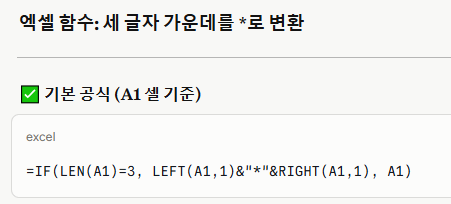 엑셀 함수: 세 글자 가운데를 *로 변환
✅ 기본 공식 (A1 셀 기준)
excel
=IF(LEN(A1)=3, LEFT(A1,1)&"*"&RIGHT(A1,1), A1)